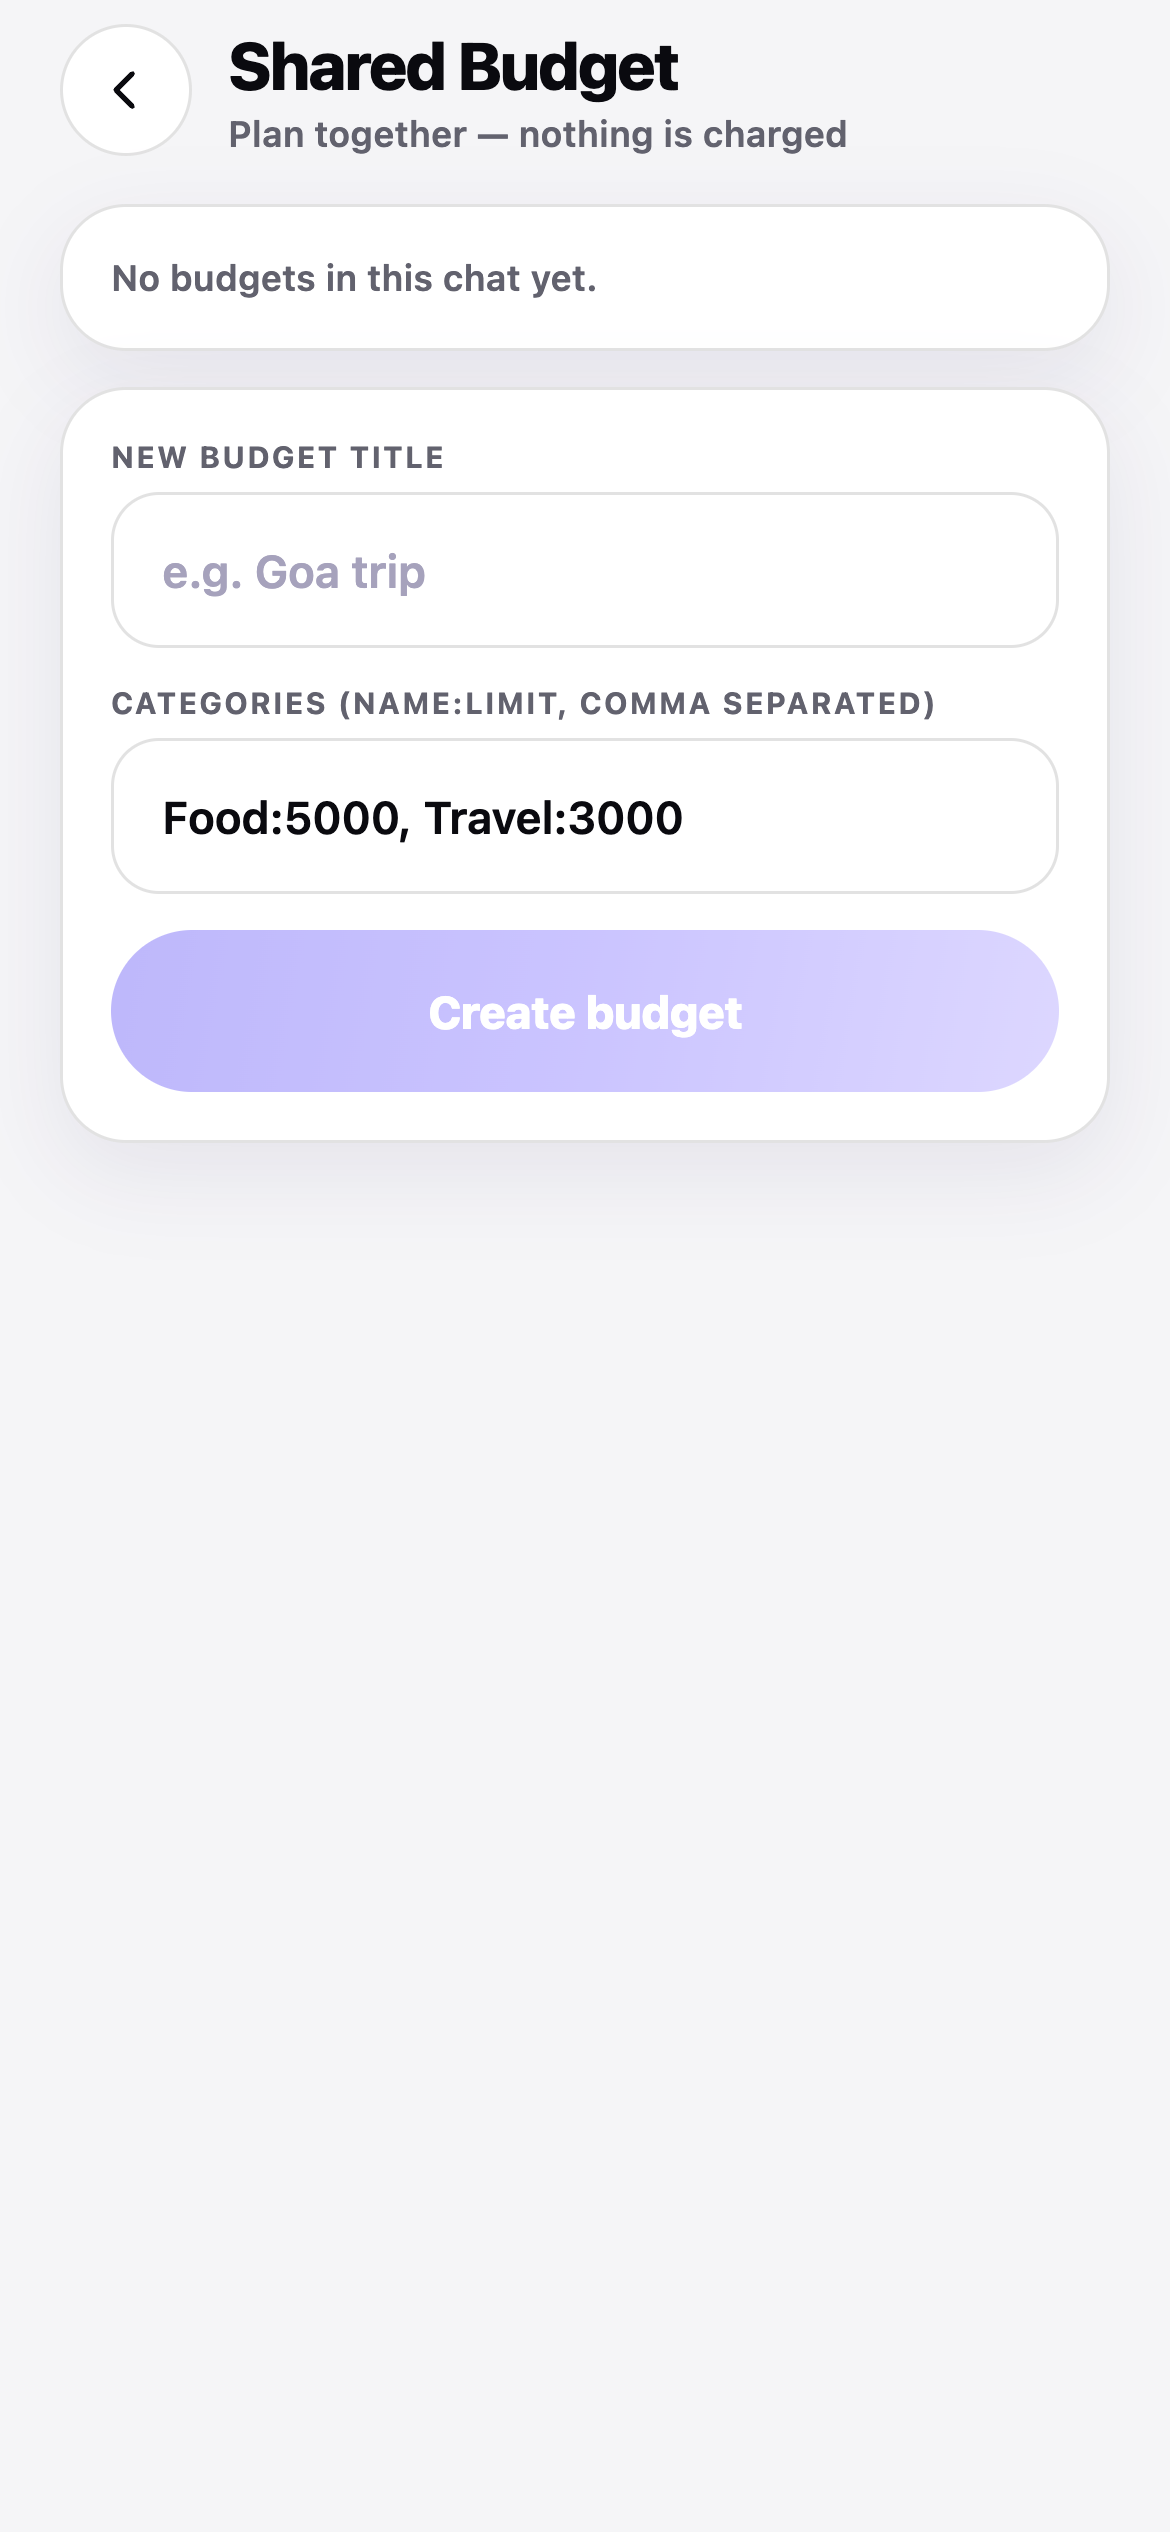 Shared Budget
Plan together — nothing is charged
No budgets in this chat yet.
NEW BUDGET TITLE
e.g. Goa trip
CATEGORIES (NAME:LIMIT, COMMA SEPARATED)
Food:5000, Travel:3000
Create budget